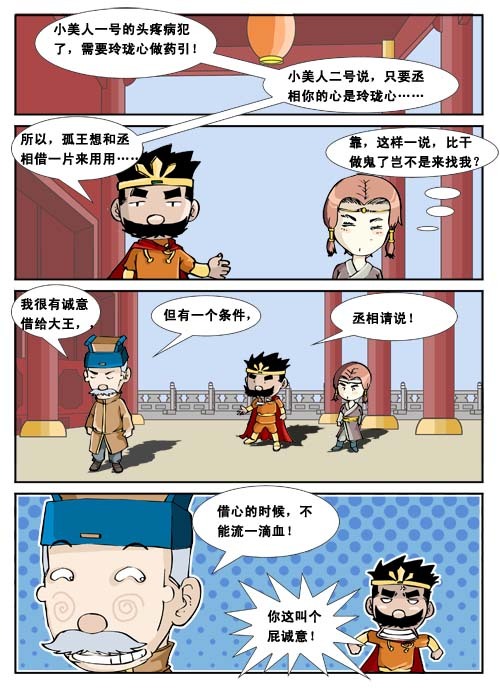 小美人一号的头疼病犯
了，需要玲珑心做药引！
小美人二号说，只要丞
相你的心是玲珑心……
所以，孤王想和丞
相借一片来用用……
靠，这样一说，比干
做鬼了岂不是来找我？
我很有诚意
借给大王，，
但有一个条件，
丞相请说！
借心的时候，不
能流一滴血！
你这叫个
屁诚意！